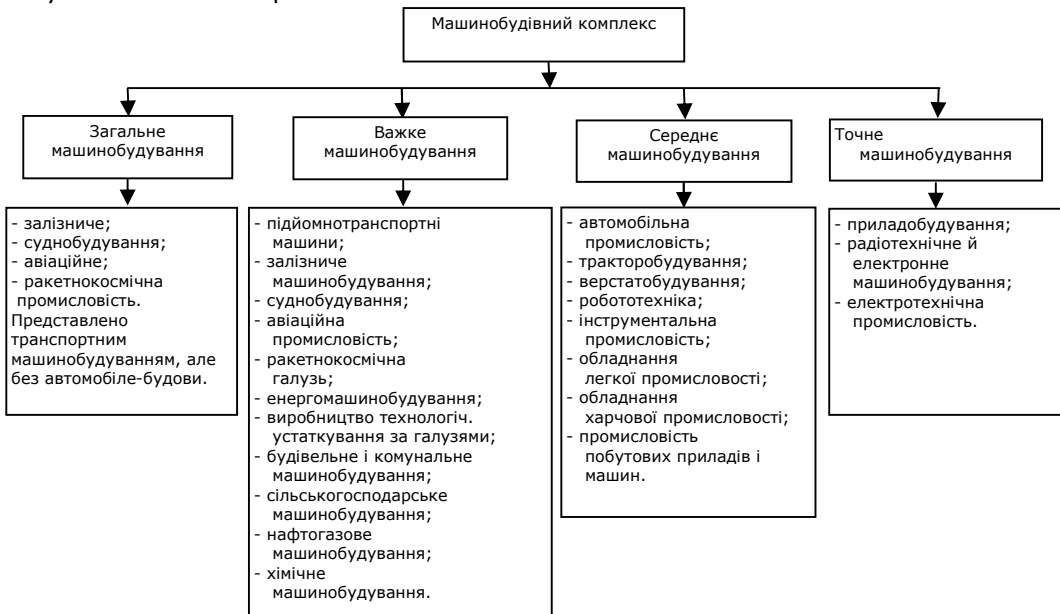 Машинобудівний комплекс
Загальне
машинобудування
- залізниче;
- суднобудування;
- авіаційне;
- ракетнокосмічна
промисловість.
Представлено
транспортним
машинобудуванням, але
без автомобіле-будови.
Важке
машинобудування
- підйомнотранспортні
машини;
- залізниче
машинобудування;
- суднобудування;
- авіаційна
промисловість;
- ракетнокосмічна
галузь;
- енергомашинобудування;
- виробництво технологіч.
устаткування за галузями;
- будівельне і комунальне
машинобудування;
- сільськогосподарське
машинобудування;
- нафтогазове
машинобудування;
- хімічне
машинобудування.
Середнє
машинобудування
- автомобільна
промисловість;
- тракторобудування;
- верстатобудування;
- робототехніка;
- інструментальна
промисловість;
- обладнання
легкої промисловості;
- обладнання
харчової промисловості;
- промисловість
побутових приладів і
машин.
Точне
машинобудування
- приладобудування;
- радіотехнічне й
електронне
машинобудування;
- електротехнічна
промисловість.